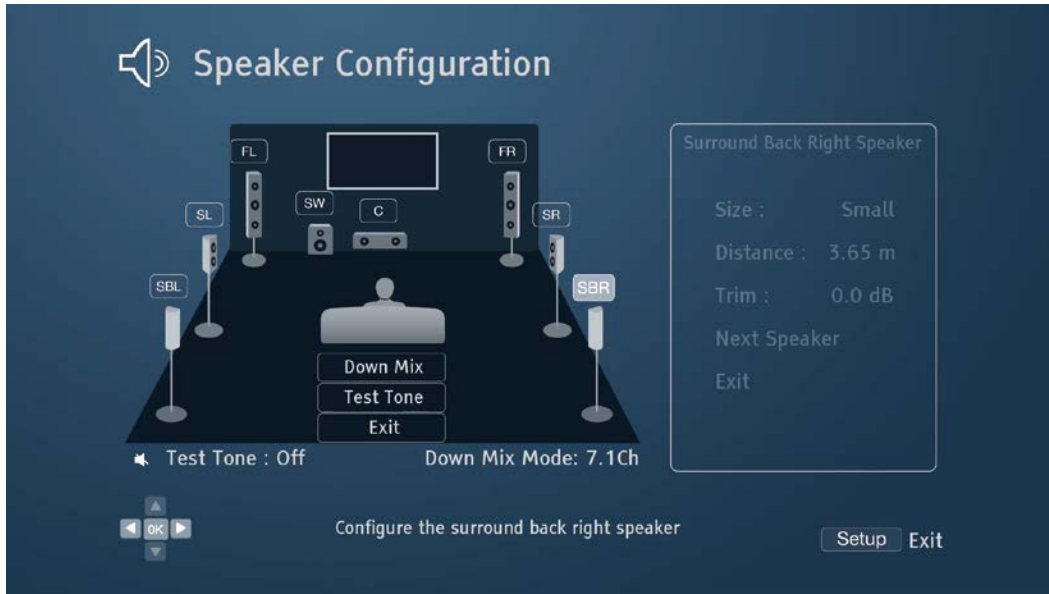 Speaker Configuration
FL
FR
SW
C
SL
SR
SBL
SBR
Down Mix
Test Tone
Exit
Test Tone : Off
Down Mix Mode: 7.1Ch
Surround Back Right Speaker
Size : Small
Distance : 3.65 m
Trim : 0.0 dB
Next Speaker
Exit
OK
Configure the surround back right speaker
Setup Exit